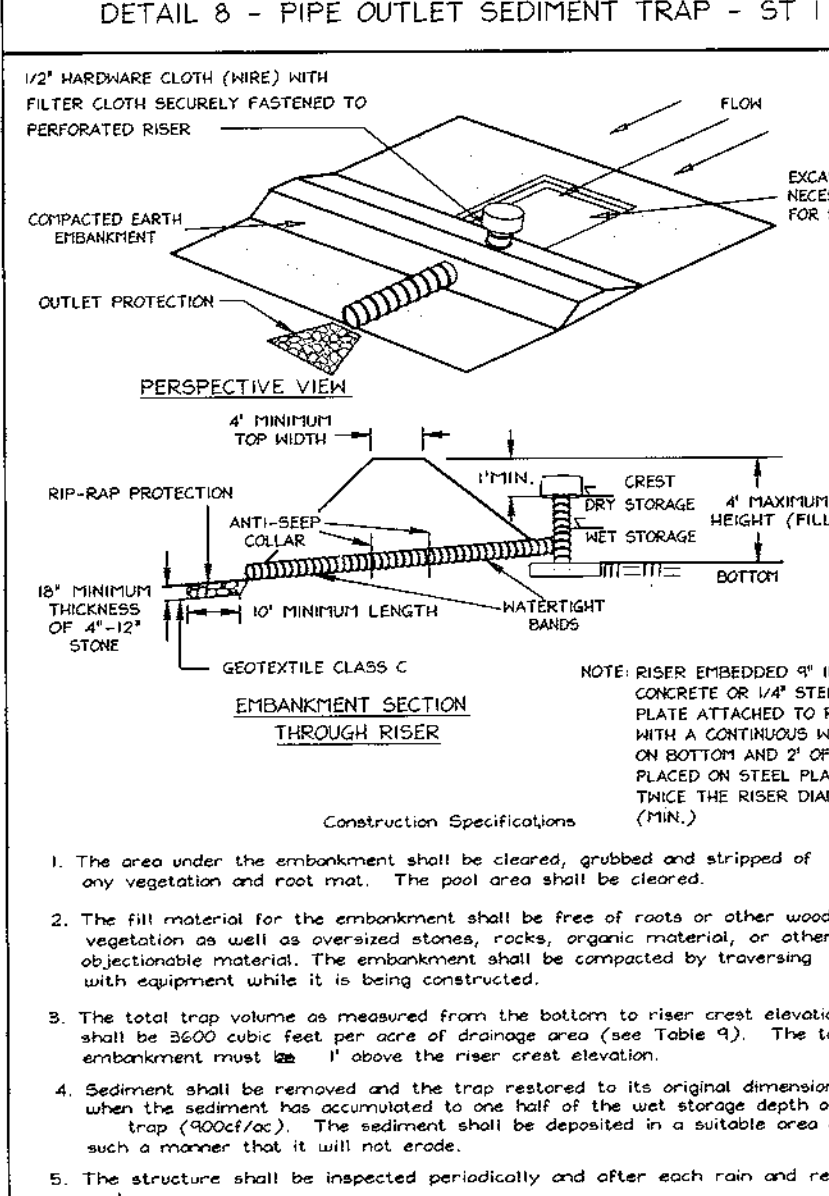 DETAIL 8 - PIPE OUTLET SEDIMENT TRAP - ST I
1/2" HARDWARE CLOTH (WIRE) WITH
FILTER CLOTH SECURELY FASTENED TO
PERFORATED RISER
FLOW
COMPACTED EARTH
EMBANKMENT
FOR
OUTLET PROTECTION
PERSPECTIVE VIEW
4' MINIMUM
TOP WIDTH
1'MIN.
CREST
RIP-RAP PROTECTION
DRY STORAGE
4' MAXIMUM
HEIGHT (FILL
ANTI-SEEP
COLLAR
WET STORAGE
BOTTOM
18" MINIMUM
THICKNESS
OF 4"-12"
STONE
10' MINIMUM LENGTH
WATERTIGHT
BANDS
GEOTEXTILE CLASS C
EMBANKMENT SECTION
THROUGH RISER
NOTE: RISER EMBEDDED 9"
CONCRETE OR 1/4"
PLATE ATTACHED TO
WITH A CONTINUOUS
ON BOTTOM AND 2' OF
PLACED ON STEEL
TWICE THE RISER
(MIN.)
Construction Specifications
1. The area under the embankment shall be cleared, grubbed and stripped of
any vegetation and root mat. The pool area shall be cleared.
2. The fill material for the embankment shall be free of roots or other
vegetation as well as oversized stones, rocks, organic material, or other
objectionable material. The embankment shall be compacted by traversing
with equipment while it is being constructed.
3. The total trap volume as measured from the bottom to riser crest
shall be 3600 cubic feet per acre of drainage area (see Table 9). The
embankment must be 1' above the riser crest elevation.
4. Sediment shall be removed and the trap restored to its original
when the sediment has accumulated to one half of the wet storage depth
trap (900cf/ac). The sediment shall be deposited in a suitable area
such a manner that it will not erode.
5. The structure shall be inspected periodically and after each rain and